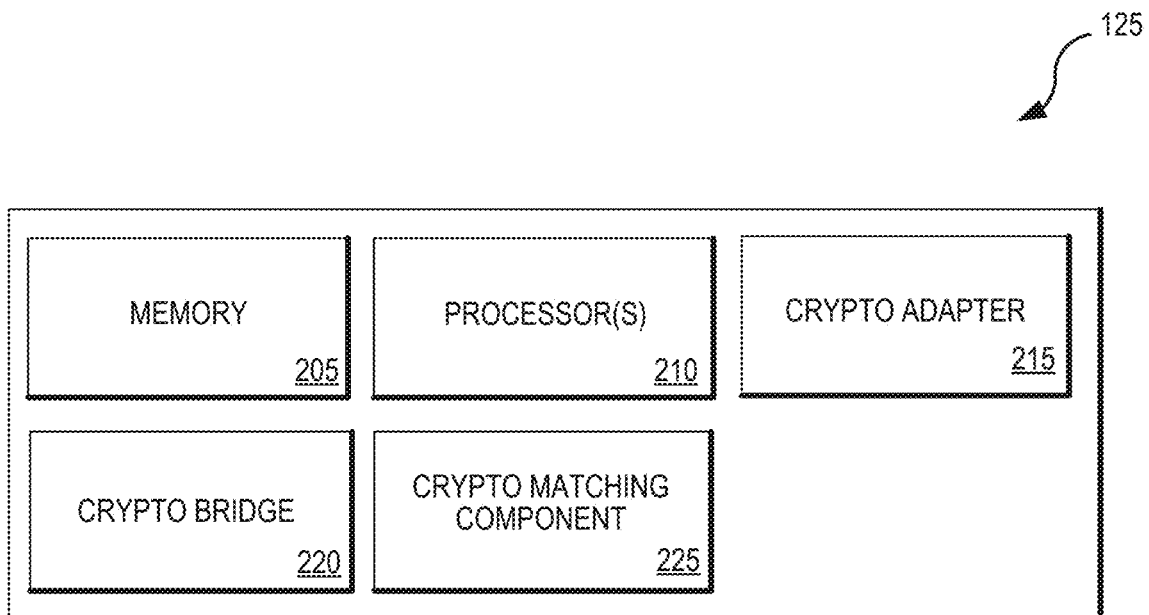 125
MEMORY
205
PROCESSOR(S)
210
CRYPTO ADAPTER
215
CRYPTO BRIDGE
220
CRYPTO MATCHING
COMPONENT
225